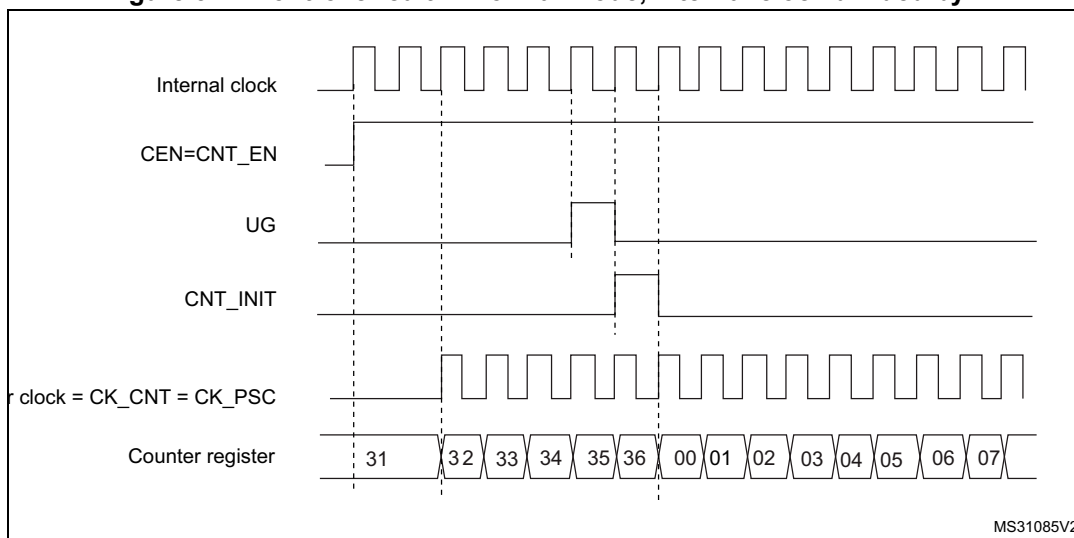 Internal clock
CEN=CNT_EN
UG
CNT_INIT
r clock = CK_CNT = CK_PSC
Counter register
31 32 33 34 35 36 00 01 02 03 04 05 06 07
MS31085V2